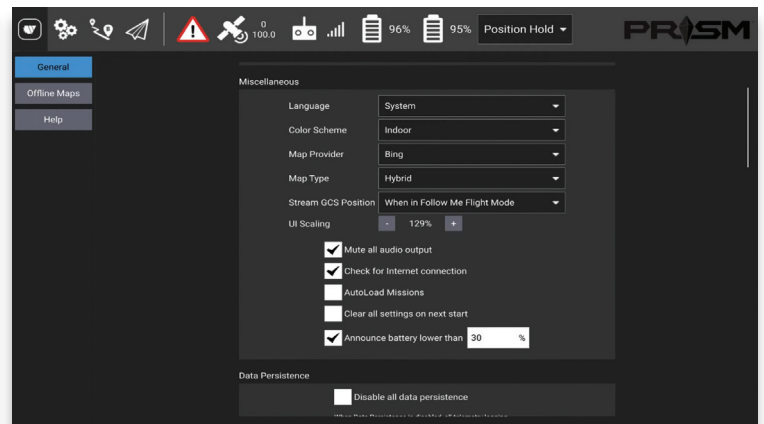 0
100.0
96%
95%
Position Hold
PRISM
General
Offline Maps
Help
Miscellaneous
Language System
Color Scheme Indoor
Map Provider Bing
Map Type Hybrid
Stream GCS Position When in Follow Me Flight Mode
UI Scaling - 129% +
Mute all audio output
Check for Internet connection
AutoLoad Missions
Clear all settings on next start
Announce battery lower than 30 %
Data Persistence
Disable all data persistence